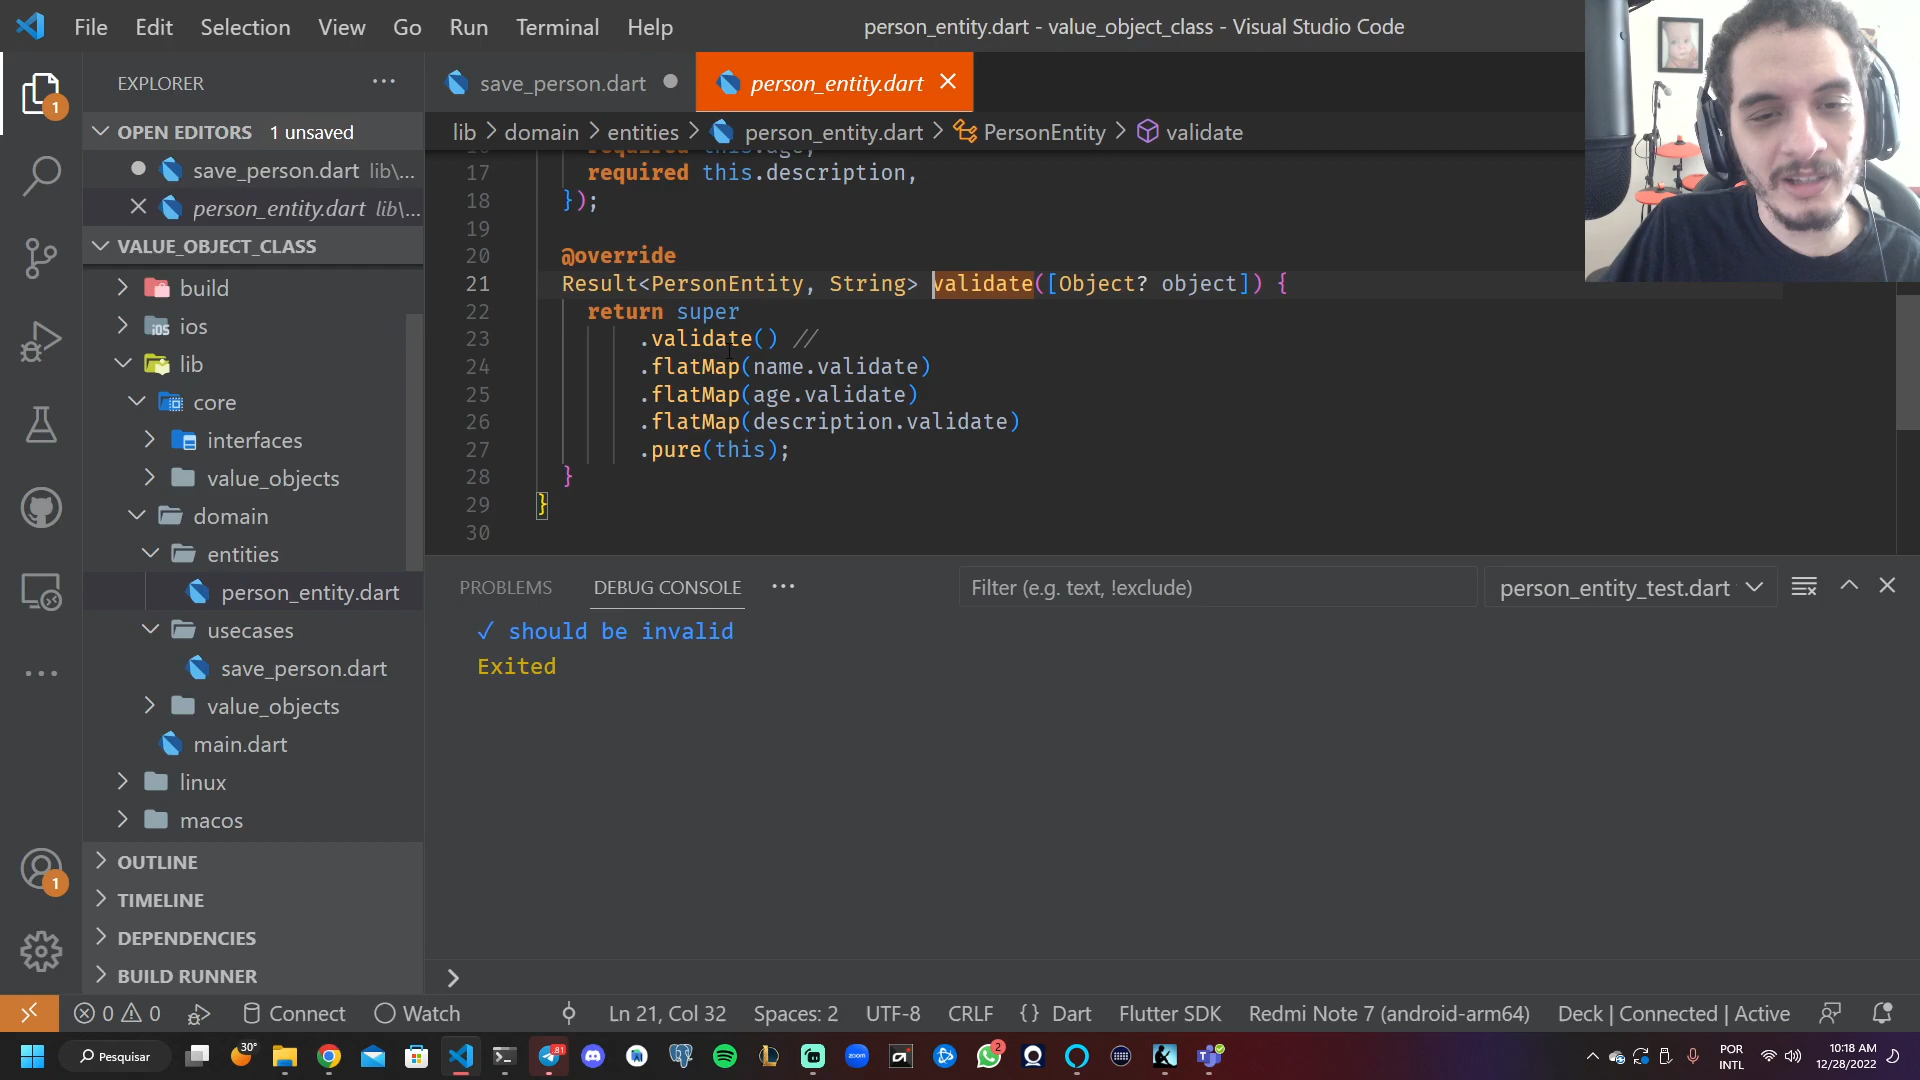 File Edit Selection View Go Run Terminal Help
person_entity.dart - value_object_class - Visual Studio Code
EXPLORER
save_person.dart
person_entity.dart
OPEN EDITORS 1 unsaved
save_person.dart lib\...
person_entity.dart lib\...
lib > domain > entities > person_entity.dart > PersonEntity > validate
VALUE_OBJECT_CLASS
build
ios
lib
core
interfaces
value_objects
domain
entities
person_entity.dart
usecases
save_person.dart
value_objects
main.dart
linux
macos
OUTLINE
TIMELINE
DEPENDENCIES
BUILD RUNNER
16 required this.age,
17 required this.description,
18 });
19
20 @override
21 Result<PersonEntity, String> validate([Object? object]) {
22 return super
23 .validate() //
24 .flatMap(name.validate)
25 .flatMap(age.validate)
26 .flatMap(description.validate)
27 .pure(this);
28 }
29 }
30
PROBLEMS DEBUG CONSOLE ...
Filter (e.g. text, !exclude)
person_entity_test.dart
✓ should be invalid
Exited
>
1
1
0 0 Connect Watch
Ln 21, Col 32 Spaces: 2 UTF-8 CRLF {} Dart Flutter SDK Redmi Note 7 (android-arm64) Deck | Connected | Active
Pesquisar
30°
zoom
2
POR
INTL
10:18 AM
12/28/2022